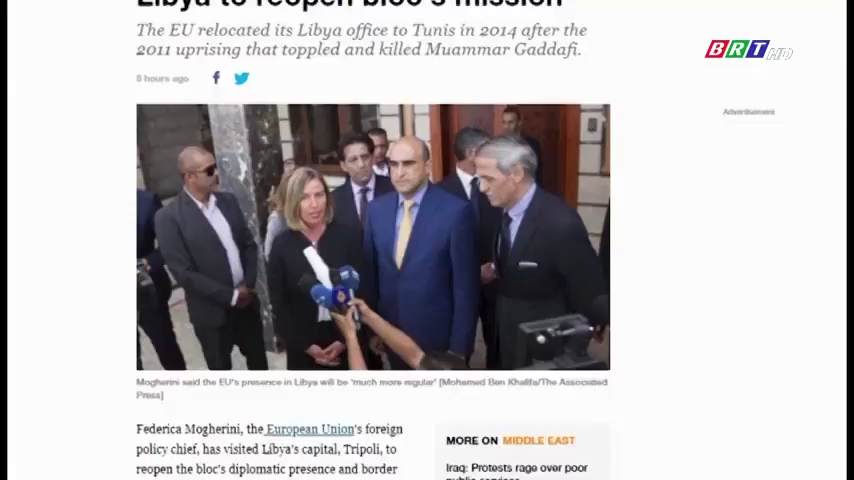 Libya to reopen bloc's mission
The EU relocated its Libya office to Tunis in 2014 after the
2011 uprising that toppled and killed Muammar Gaddafi.
BRT HD
8 hours ago
Advertisement
Mogherini said the EU's presence in Libya will be 'much more regular' [Mohamed Ben Khalifa/The Associated
Press]
Federica Mogherini, the European Union's foreign
policy chief, has visited Libya's capital, Tripoli, to
reopen the bloc's diplomatic presence and border
MORE ON MIDDLE EAST
Iraq: Protests rage over poor
public services